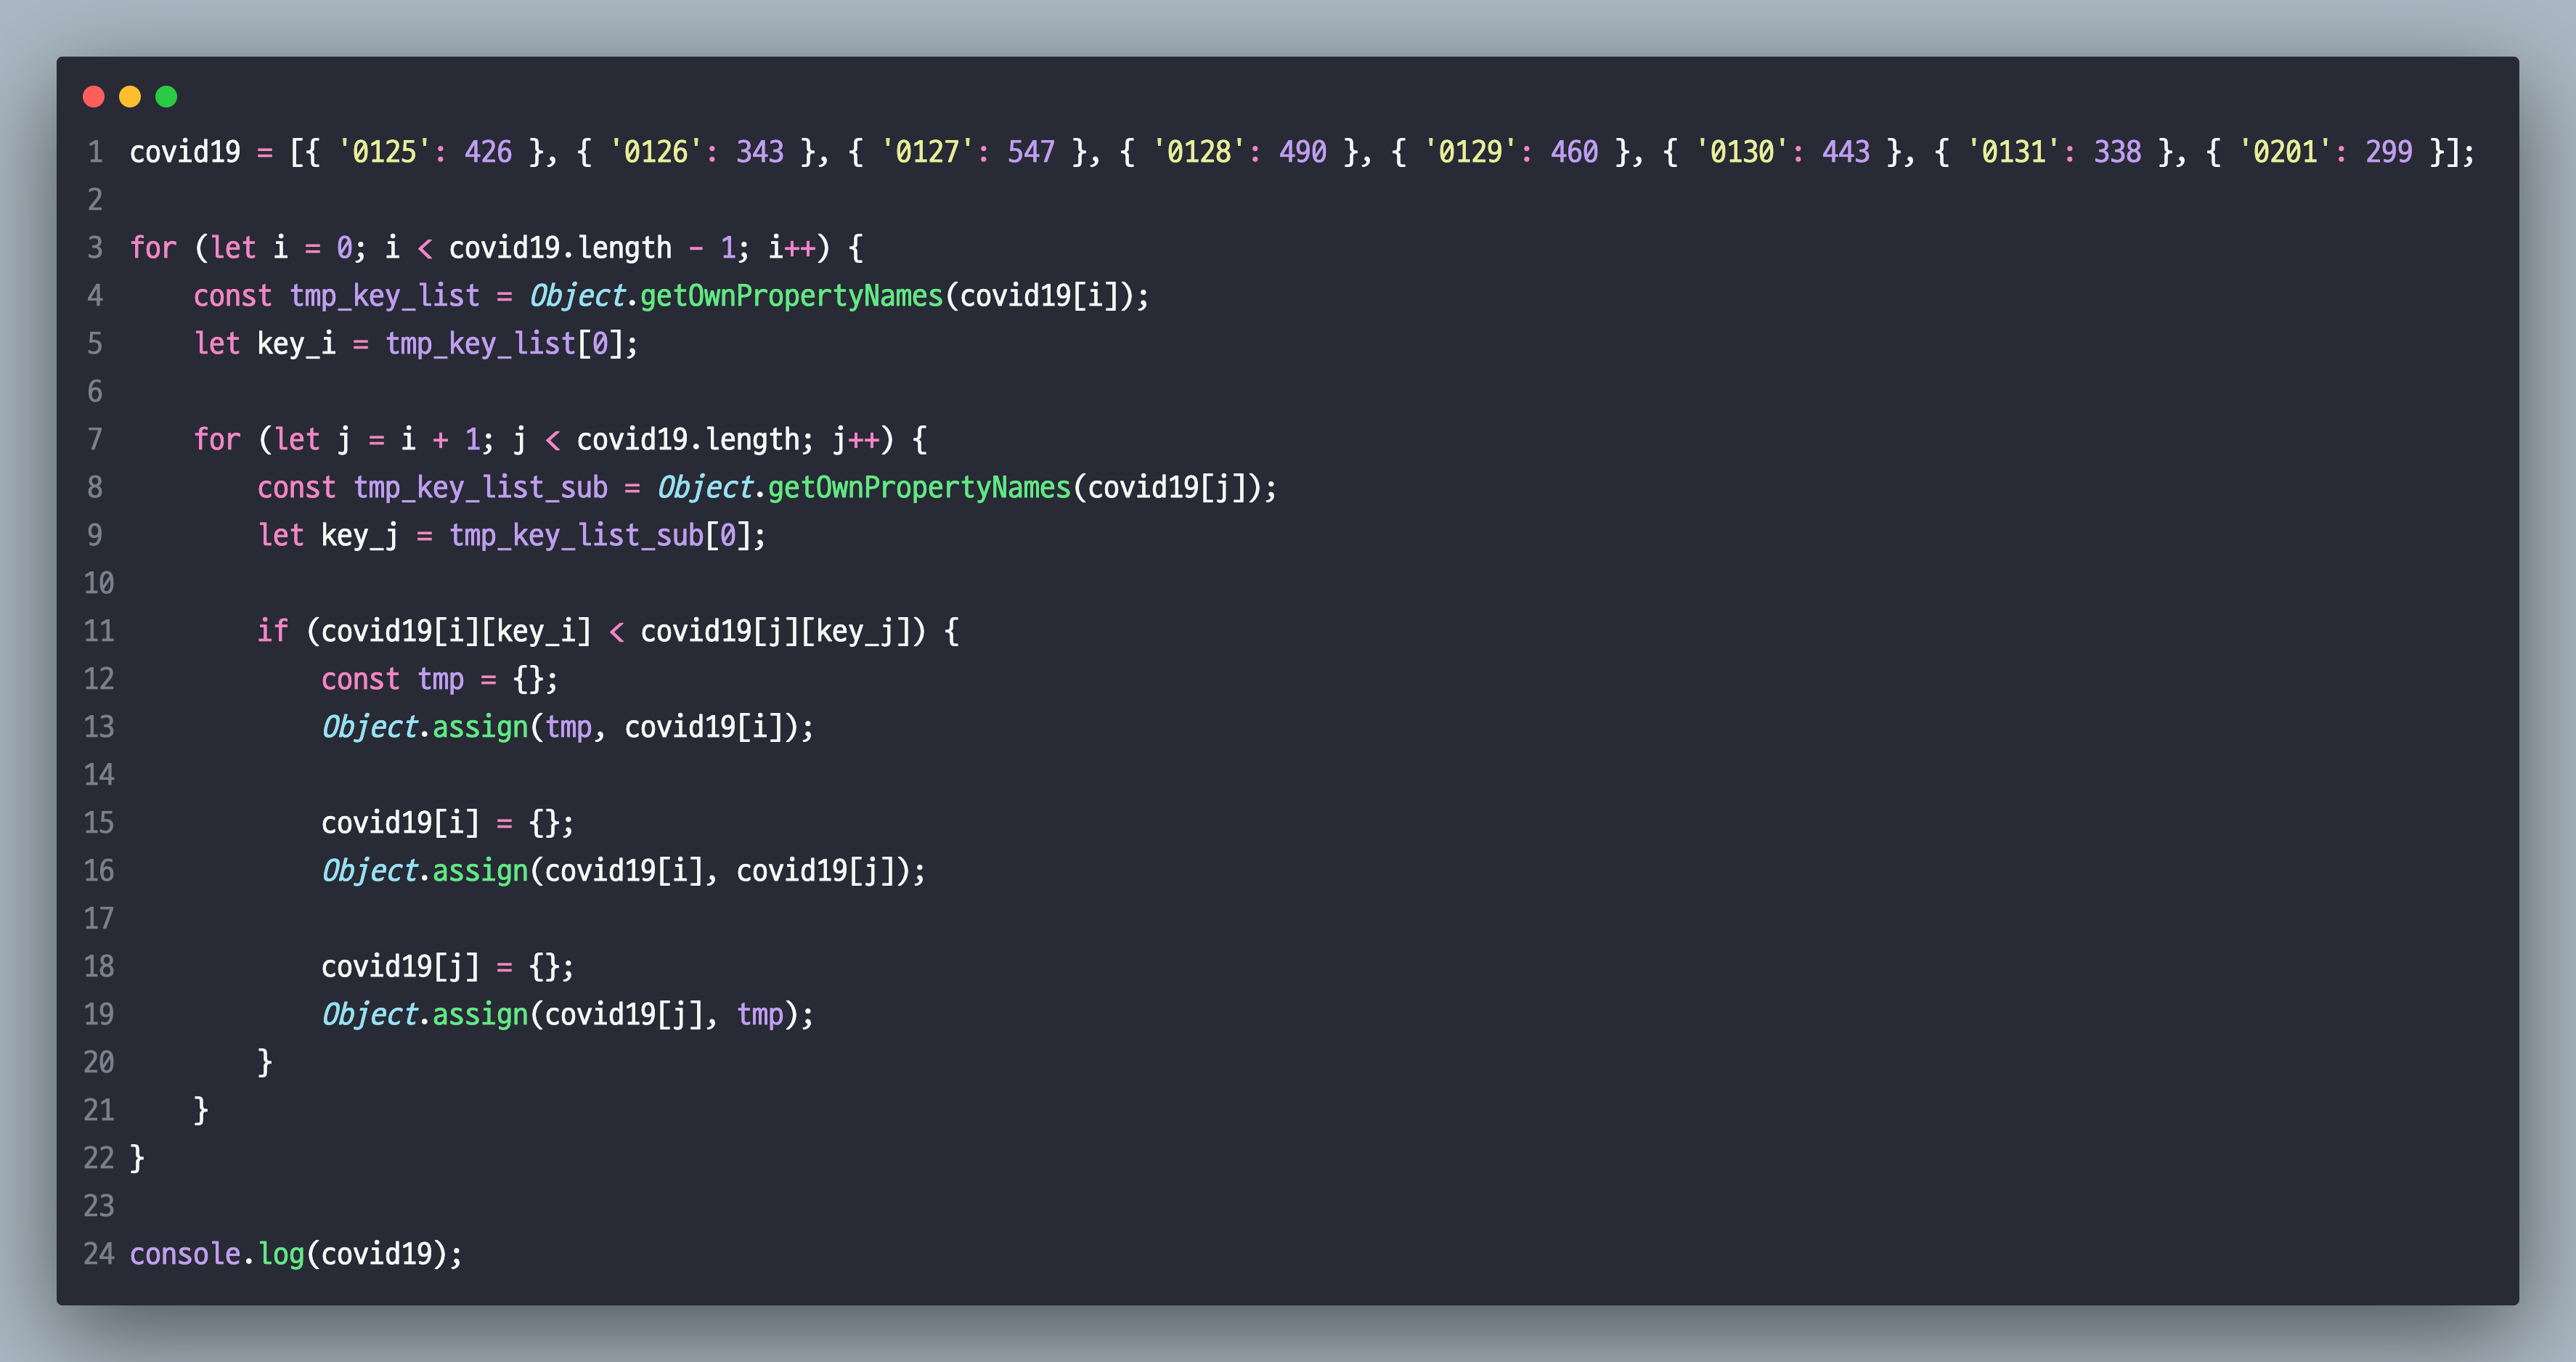 1 covid19 = [{ '0125': 426 }, { '0126': 343 }, { '0127': 547 }, { '0128': 490 }, { '0129': 460 }, { '0130': 443 }, { '0131': 338 }, { '0201': 299 }];
2
3 for (let i = 0; i < covid19.length - 1; i++) {
4     const tmp_key_list = Object.getOwnPropertyNames(covid19[i]);
5     let key_i = tmp_key_list[0];
6
7     for (let j = i + 1; j < covid19.length; j++) {
8         const tmp_key_list_sub = Object.getOwnPropertyNames(covid19[j]);
9         let key_j = tmp_key_list_sub[0];
10
11         if (covid19[i][key_i] < covid19[j][key_j]) {
12             const tmp = {};
13             Object.assign(tmp, covid19[i]);
14
15             covid19[i] = {};
16             Object.assign(covid19[i], covid19[j]);
17
18             covid19[j] = {};
19             Object.assign(covid19[j], tmp);
20         }
21     }
22 }
23
24 console.log(covid19);